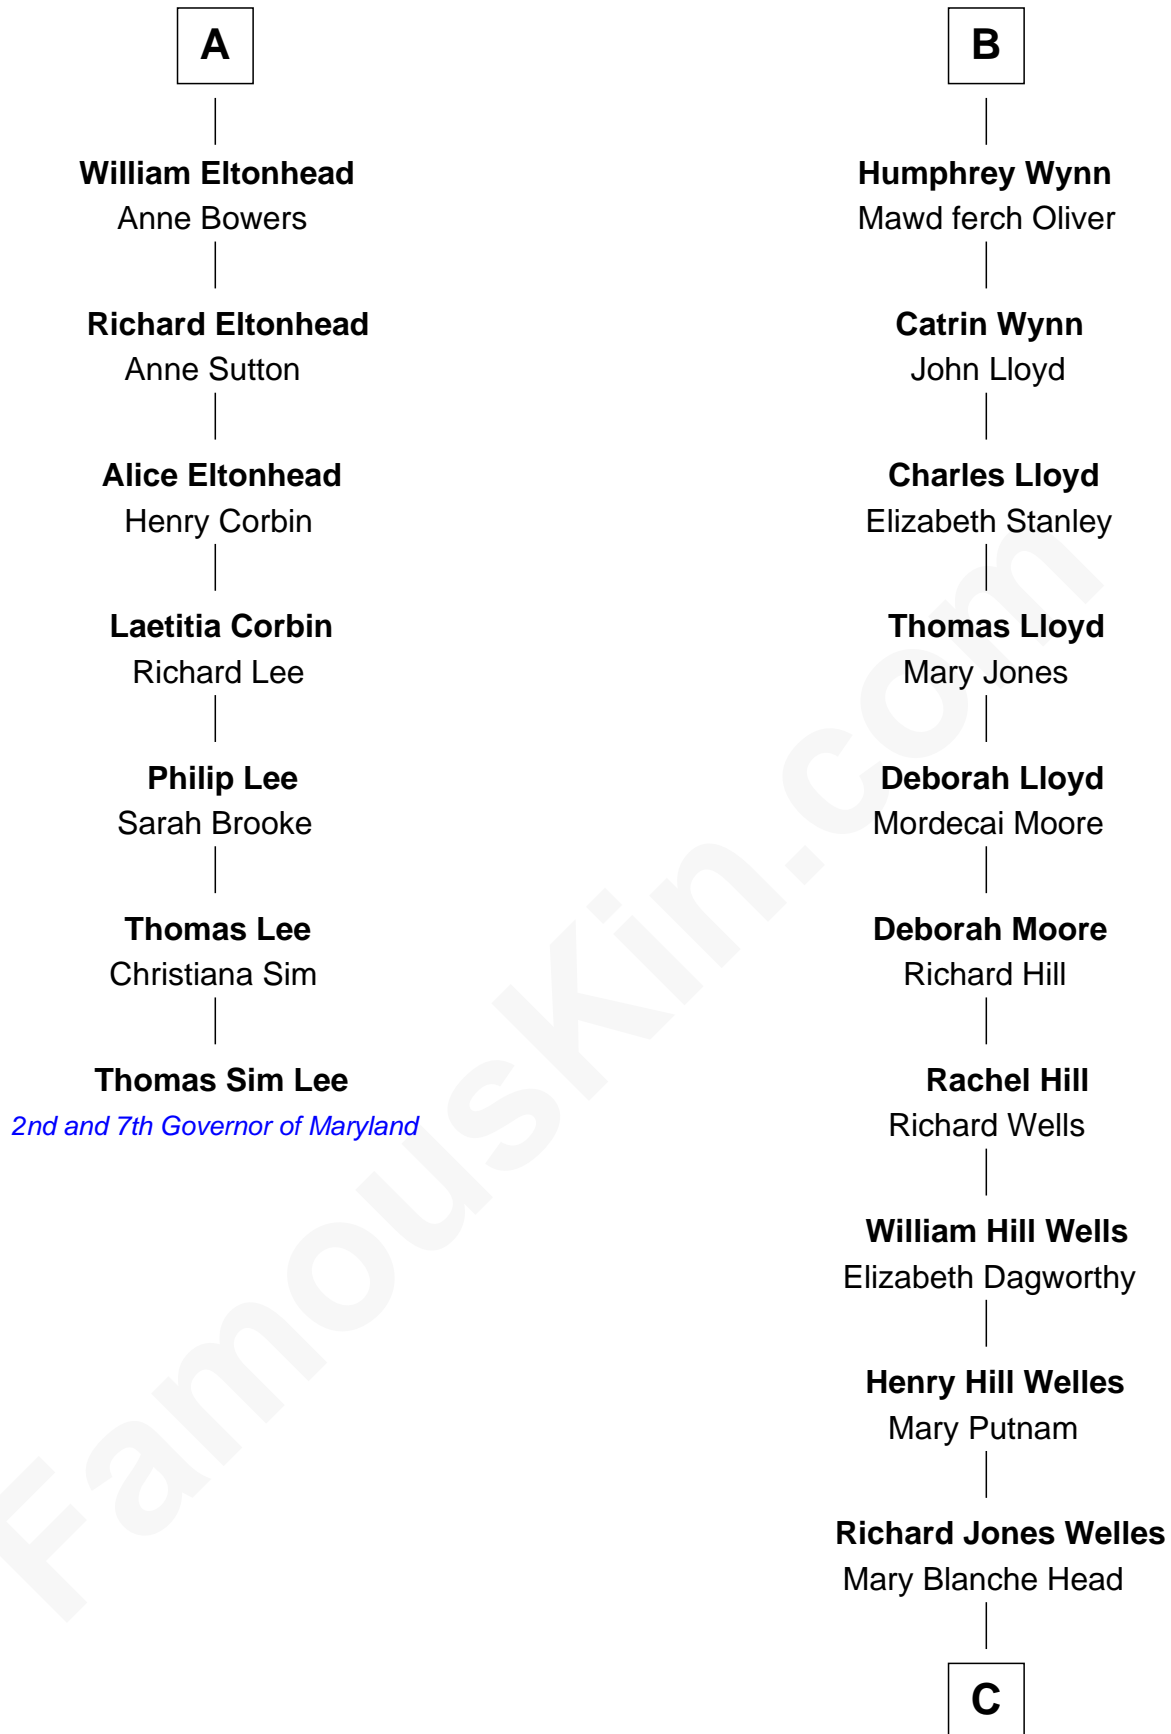 A
William Eltonhead
Anne Bowers
Richard Eltonhead
Anne Sutton
Alice Eltonhead
Henry Corbin
Laetitia Corbin
Richard Lee
Philip Lee
Sarah Brooke
Thomas Lee
Christiana Sim
Thomas Sim Lee
2nd and 7th Governor of Maryland
B
Humphrey Wynn
Mawd ferch Oliver
Catrin Wynn
John Lloyd
Charles Lloyd
Elizabeth Stanley
Thomas Lloyd
Mary Jones
Deborah Lloyd
Mordecai Moore
Deborah Moore
Richard Hill
Rachel Hill
Richard Wells
William Hill Wells
Elizabeth Dagworthy
Henry Hill Welles
Mary Putnam
Richard Jones Welles
Mary Blanche Head
C
FamousKin.com